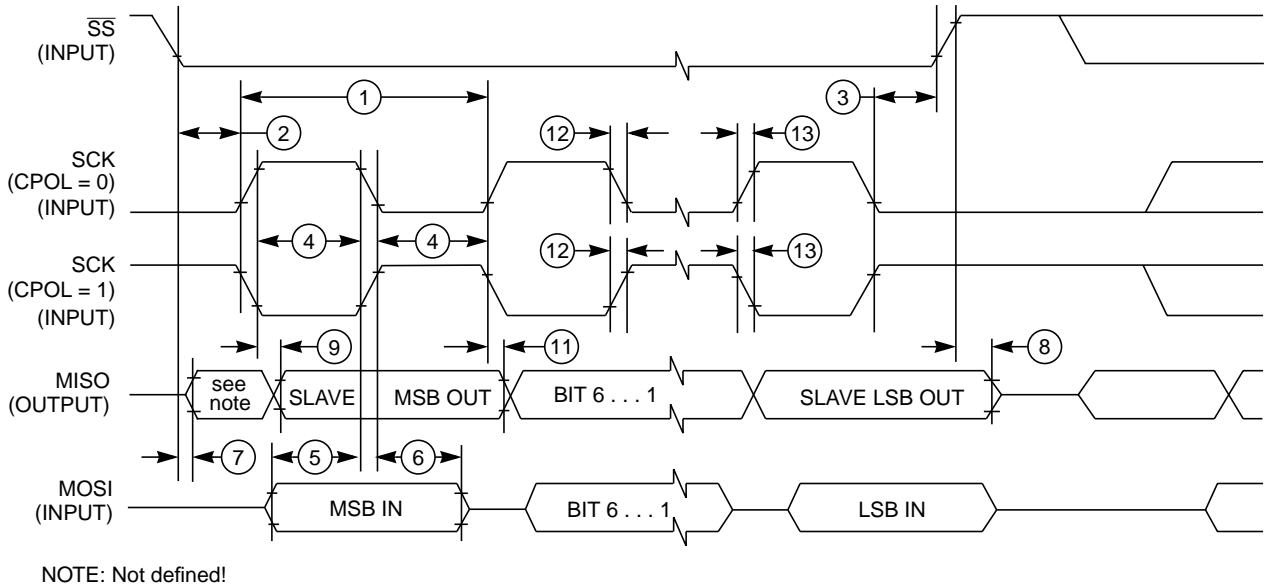 SS
(INPUT)
1
3
2
12
13
SCK
(CPOL = 0)
(INPUT)
4
4
12
13
SCK
(CPOL = 1)
(INPUT)
9
11
8
MISO
(OUTPUT)
see
note
SLAVE
MSB OUT
BIT 6 . . . 1
SLAVE LSB OUT
7
5
6
MOSI
(INPUT)
MSB IN
BIT 6 . . . 1
LSB IN
NOTE: Not defined!